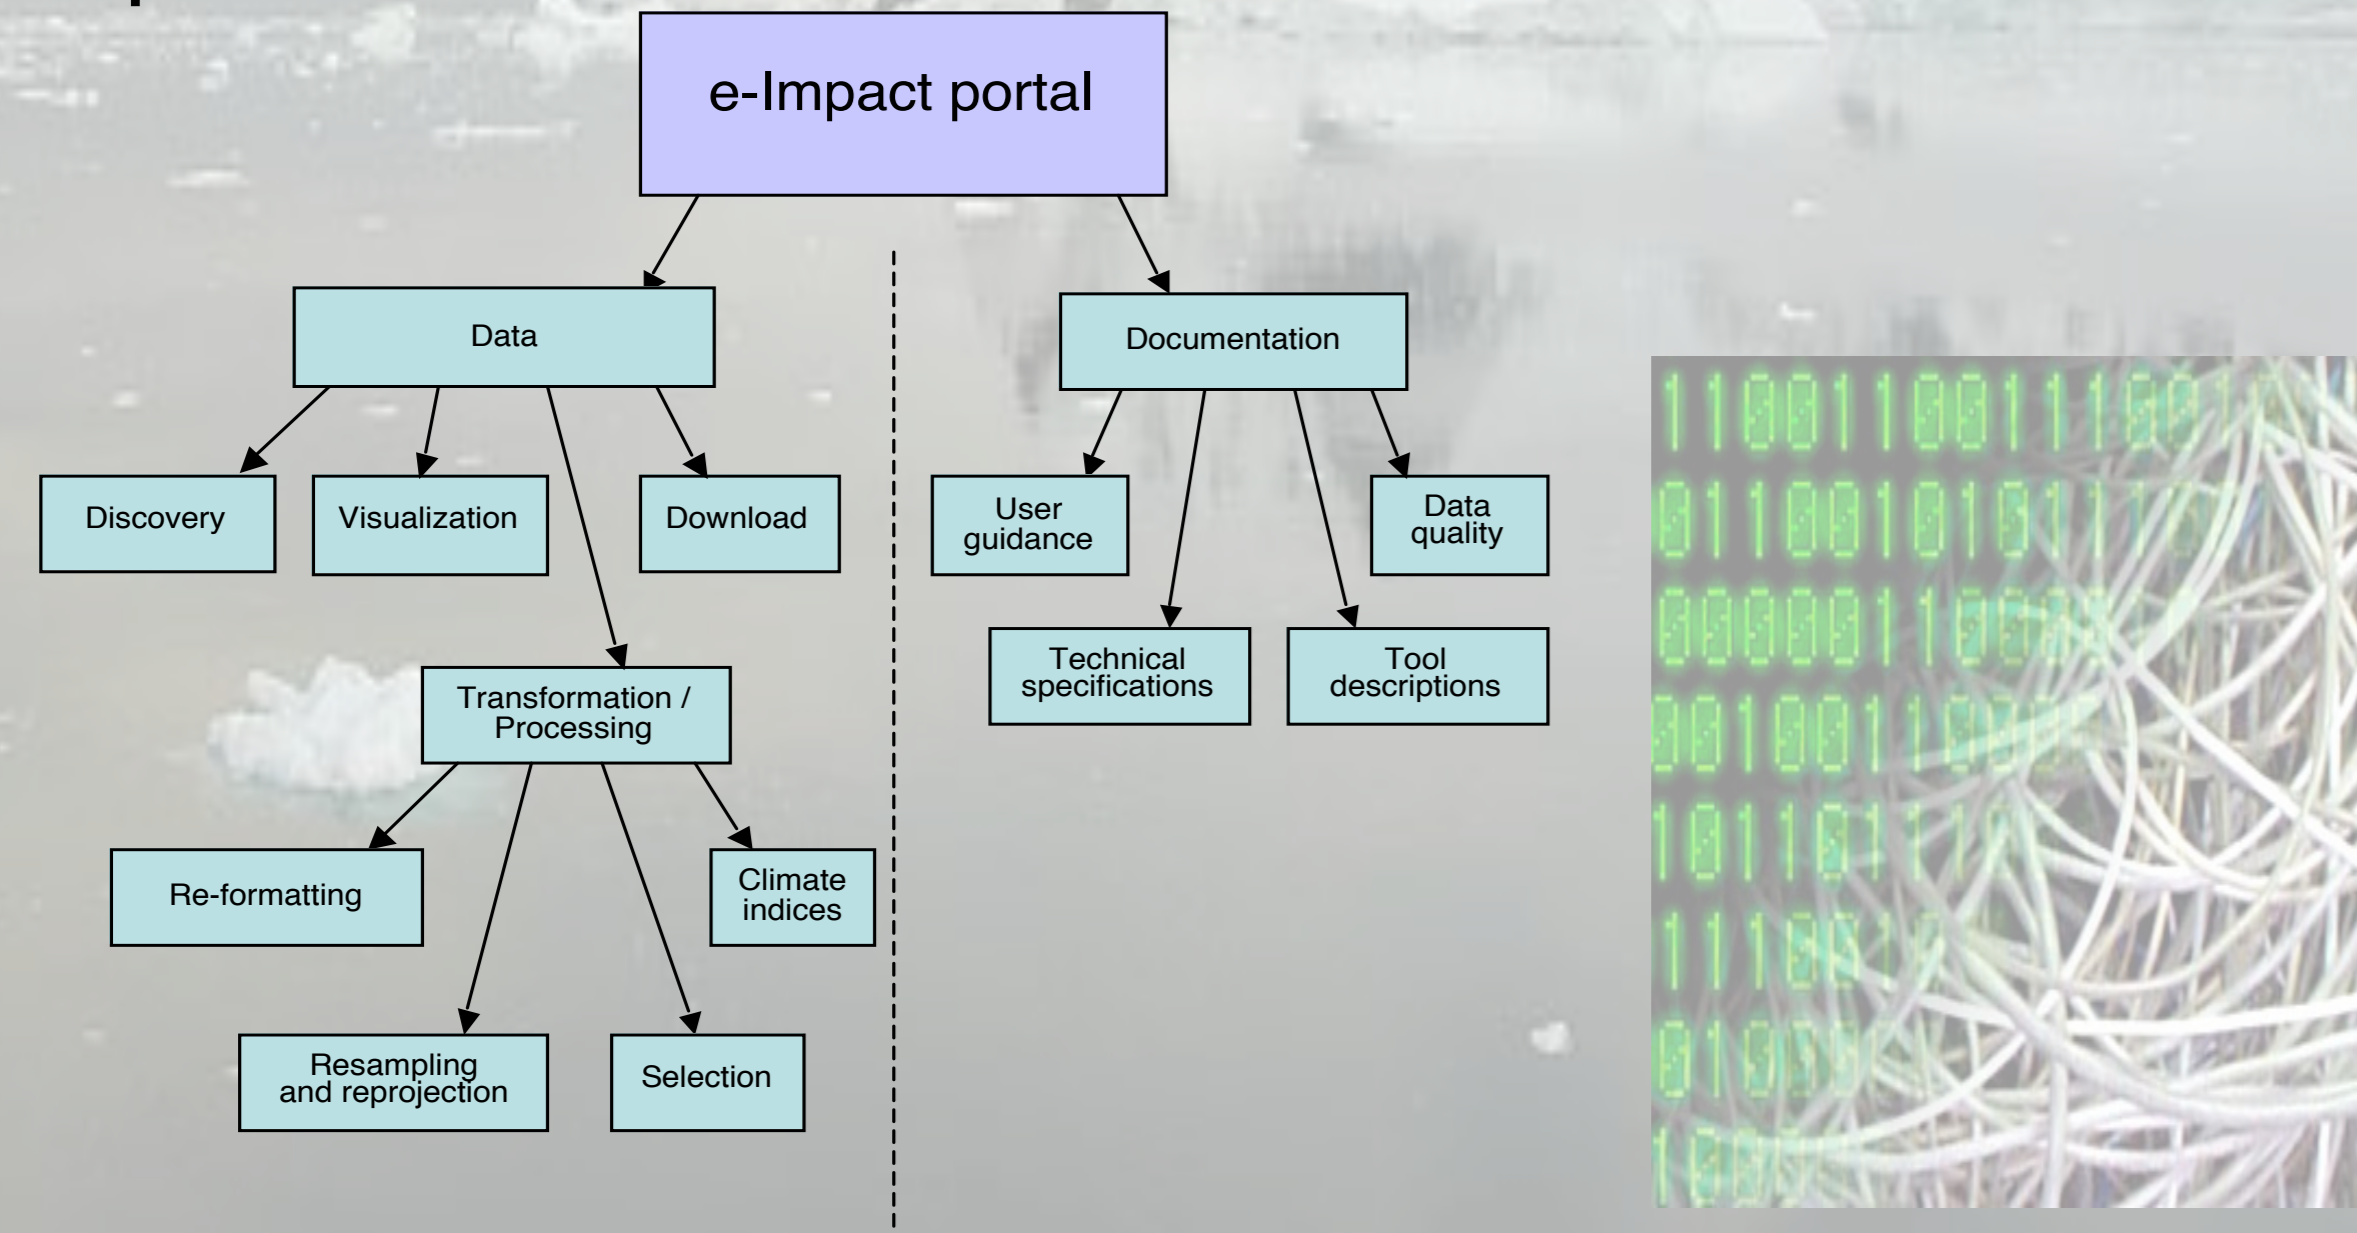 e-Impact portal
Data
Documentation
Discovery
Visualization
Download
User
guidance
Data
quality
Technical
specifications
Tool
descriptions
Transformation /
Processing
Re-formatting
Climate
indices
Resampling
and reprojection
Selection